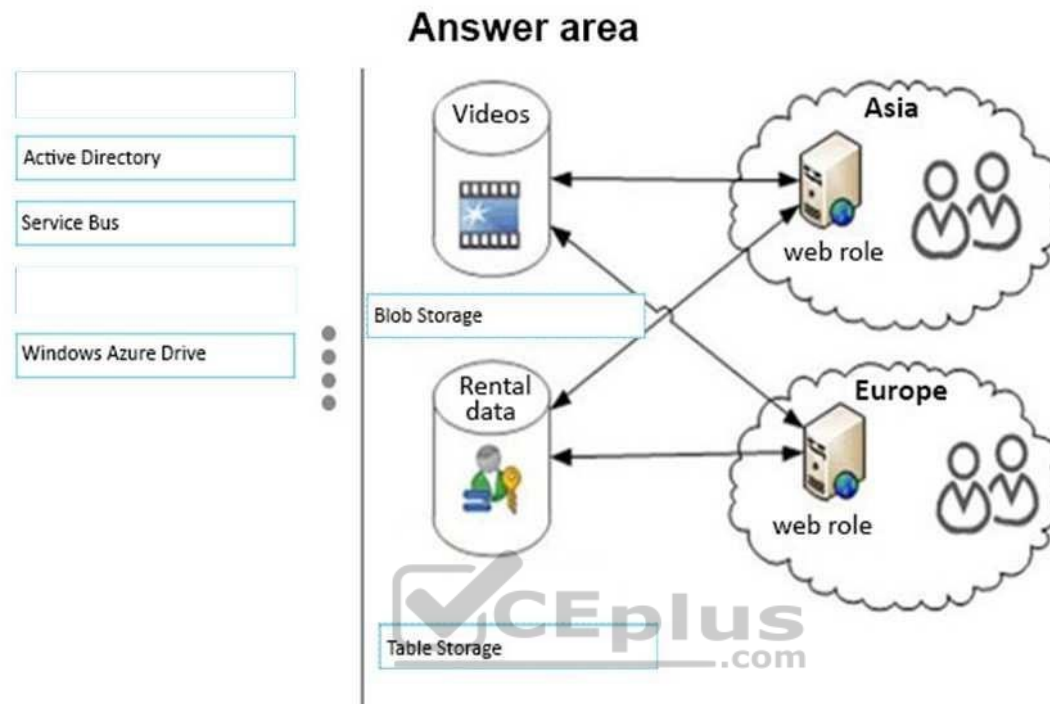 Answer area
Active Directory
Service Bus
Windows Azure Drive
Videos
Blob Storage
Rental
data
Table Storage
Asia
web role
Europe
web role
CEplus
.com